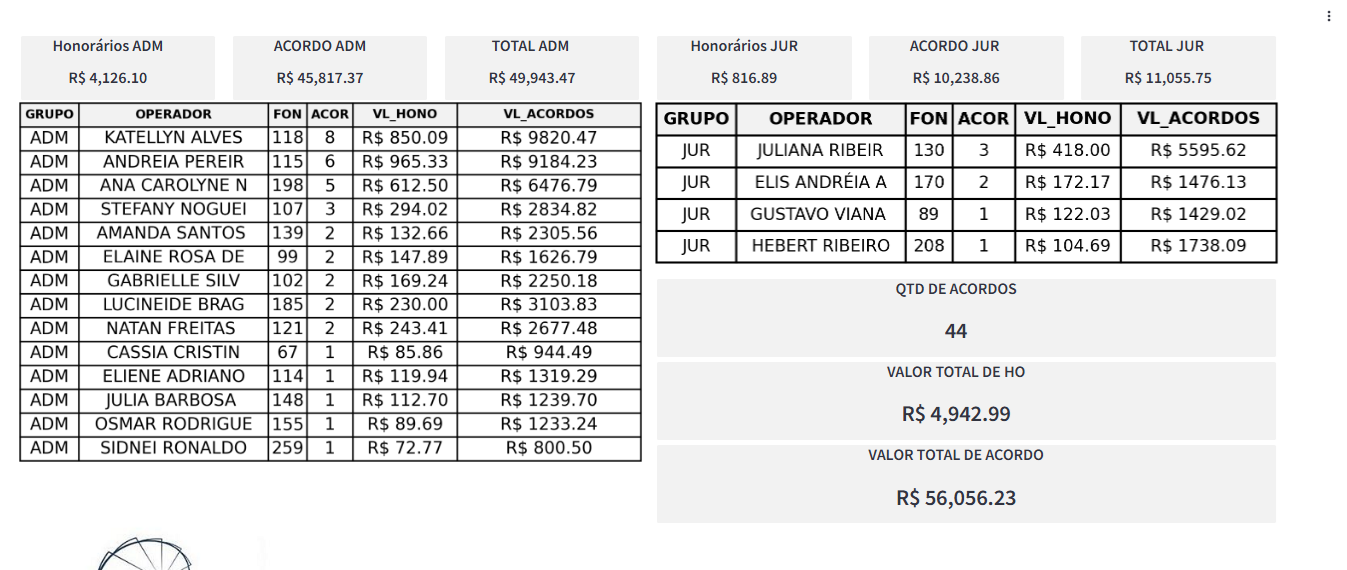 Honorários ADM
R$ 4,126.10
ACORDO ADM
R$ 45,817.37
TOTAL ADM
R$ 49,943.47
GRUPO OPERADOR FON ACOR VL_HONO VL_ACORDOS
ADM KATELLYN ALVES 118 8 R$ 850.09 R$ 9820.47
ADM ANDREIA PEREIR 115 6 R$ 965.33 R$ 9184.23
ADM ANA CAROLYNE N 198 5 R$ 612.50 R$ 6476.79
ADM STEFANY NOGUEI 107 3 R$ 294.02 R$ 2834.82
ADM AMANDA SANTOS 139 2 R$ 132.66 R$ 2305.56
ADM ELAINE ROSA DE 99 2 R$ 147.89 R$ 1626.79
ADM GABRIELLE SILV 102 2 R$ 169.24 R$ 2250.18
ADM LUCINEIDE BRAG 185 2 R$ 230.00 R$ 3103.83
ADM NATAN FREITAS 121 2 R$ 243.41 R$ 2677.48
ADM CASSIA CRISTIN 67 1 R$ 85.86 R$ 944.49
ADM ELIENE ADRIANO 114 1 R$ 119.94 R$ 1319.29
ADM JULIA BARBOSA 148 1 R$ 112.70 R$ 1239.70
ADM OSMAR RODRIGUE 155 1 R$ 89.69 R$ 1233.24
ADM SIDNEI RONALDO 259 1 R$ 72.77 R$ 800.50
Honorários JUR
R$ 816.89
ACORDO JUR
R$ 10,238.86
TOTAL JUR
R$ 11,055.75
GRUPO OPERADOR FON ACOR VL_HONO VL_ACORDOS
JUR JULIANA RIBEIR 130 3 R$ 418.00 R$ 5595.62
JUR ELIS ANDRÉIA A 170 2 R$ 172.17 R$ 1476.13
JUR GUSTAVO VIANA 89 1 R$ 122.03 R$ 1429.02
JUR HEBERT RIBEIRO 208 1 R$ 104.69 R$ 1738.09
QTD DE ACORDOS
44
VALOR TOTAL DE HO
R$ 4,942.99
VALOR TOTAL DE ACORDO
R$ 56,056.23